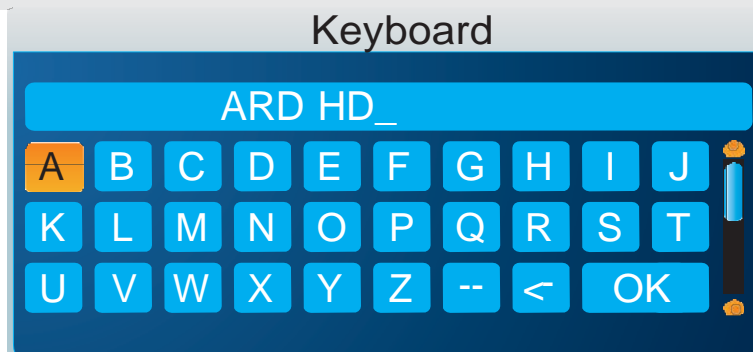 Keyboard
ARD HD_
A B C D E F G H I J
K L M N O P Q R S T
U V W X Y Z -- <- OK